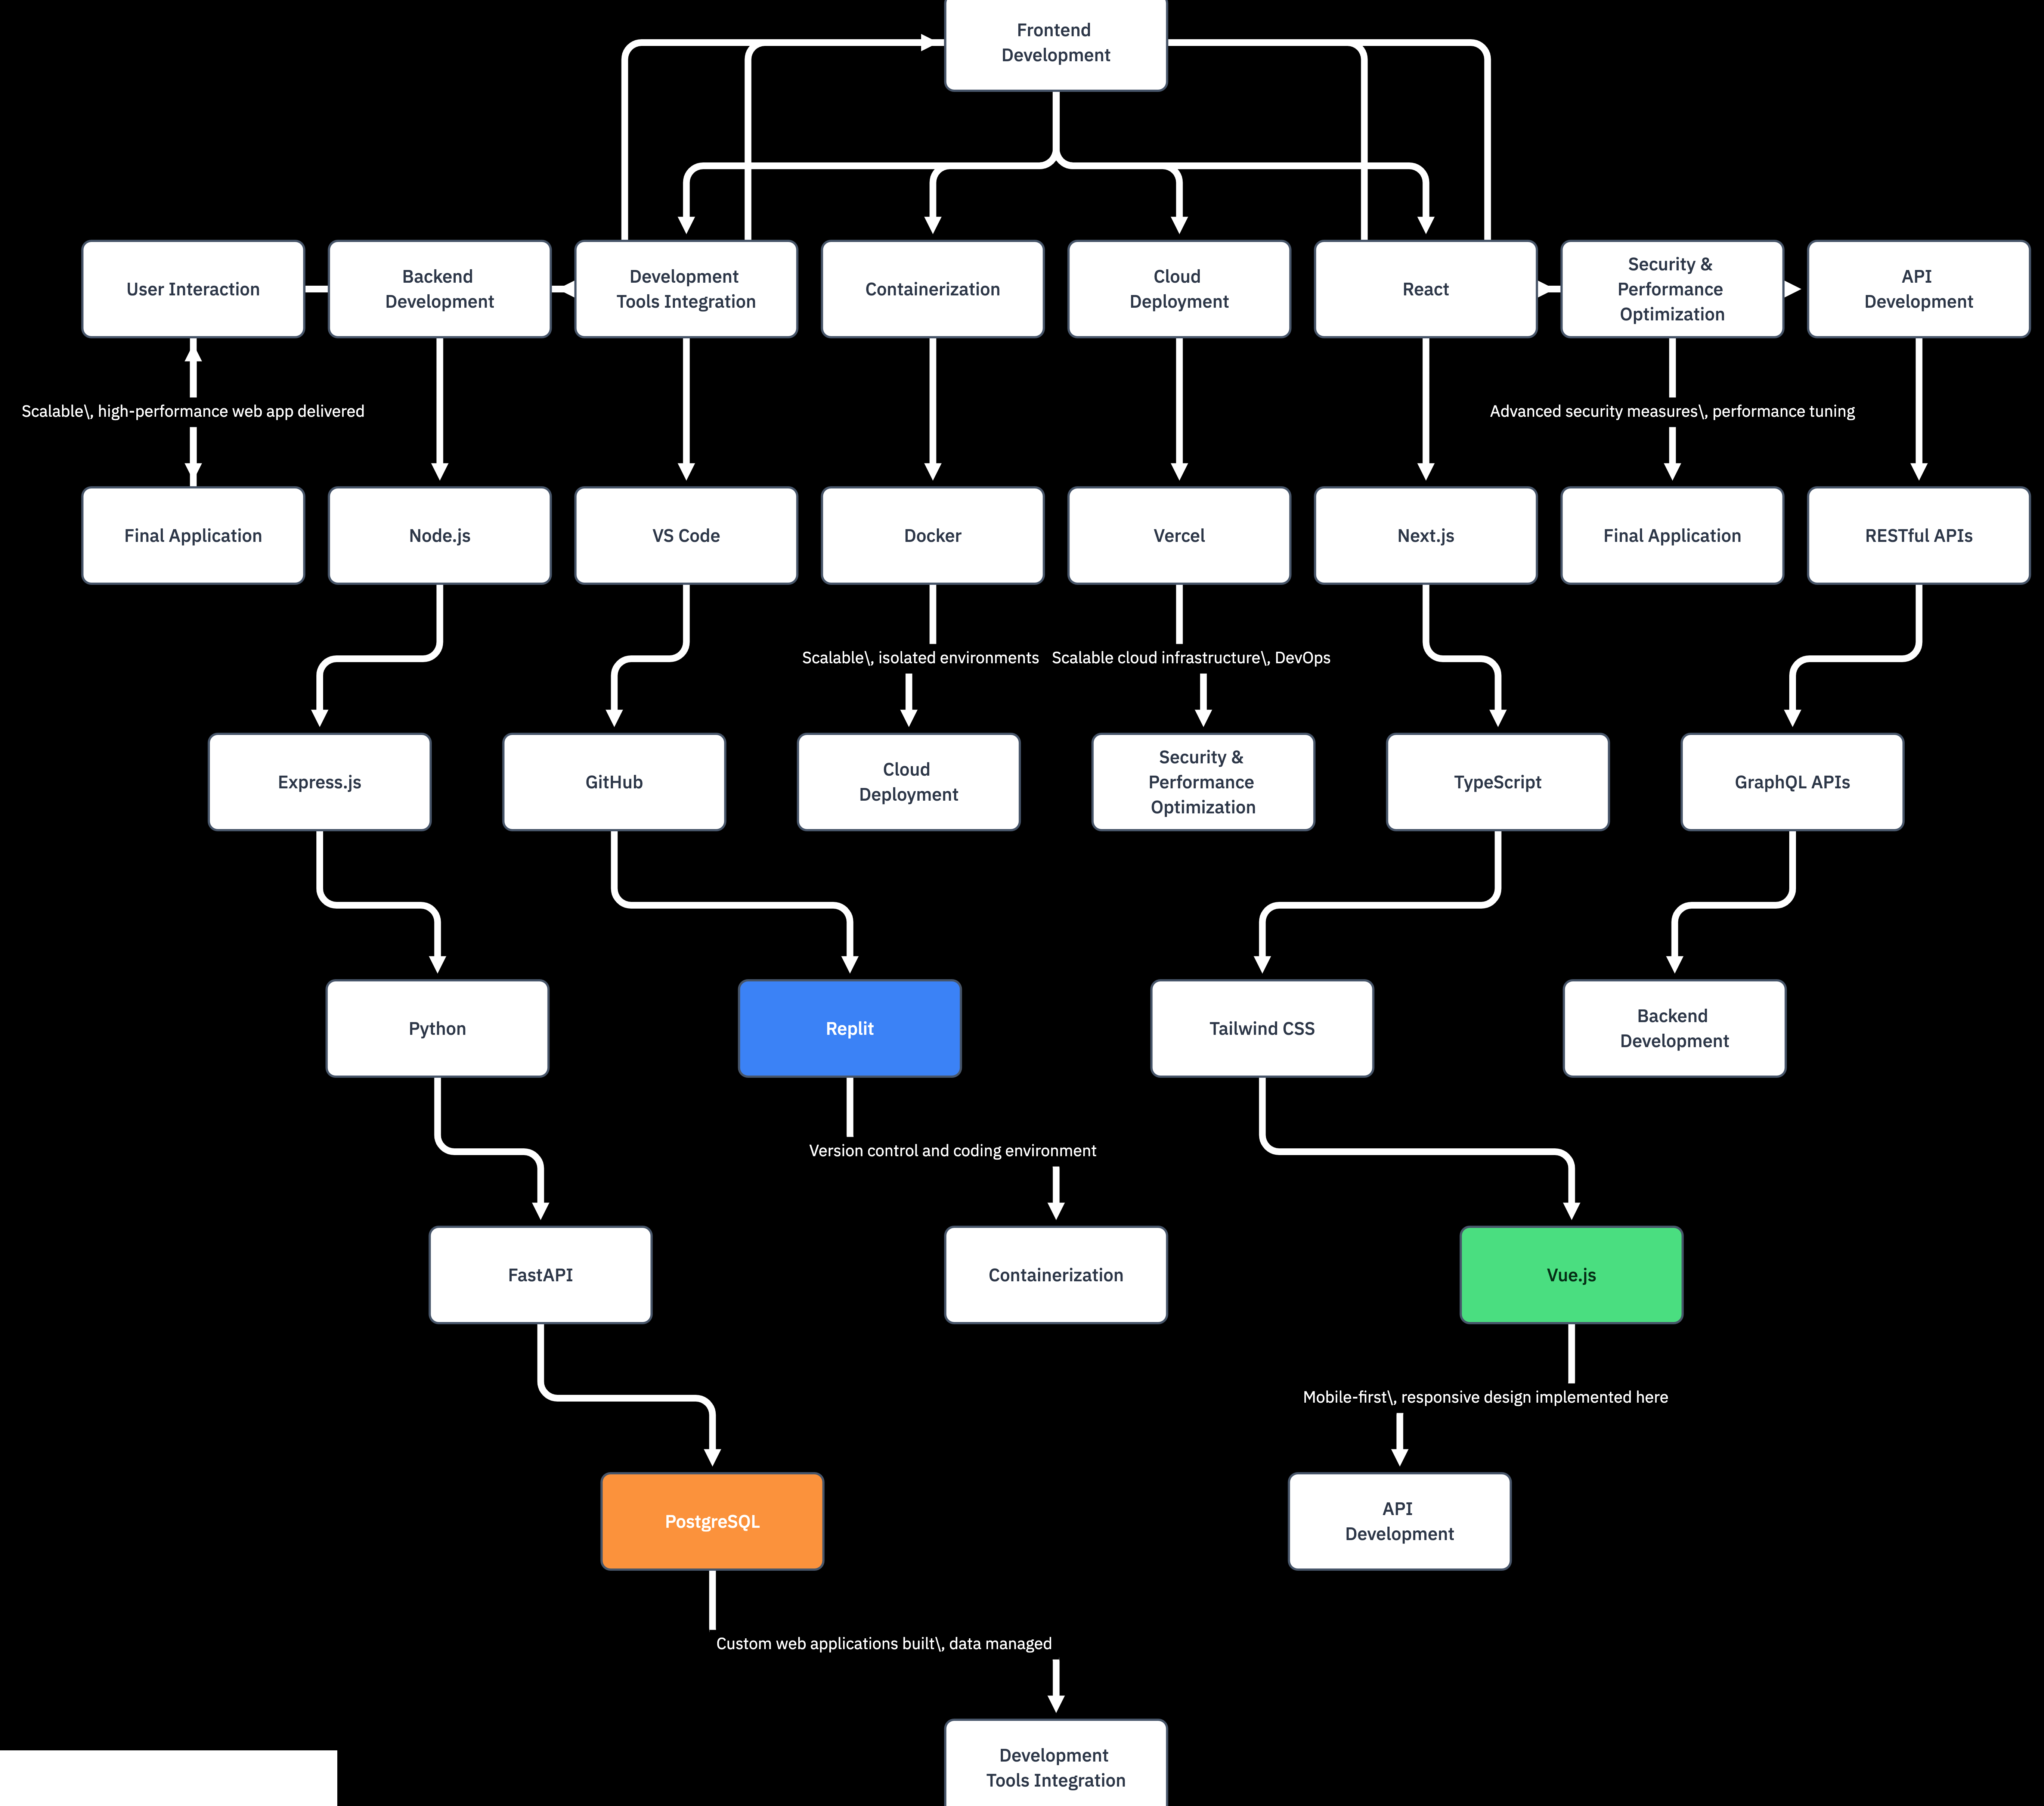 Frontend
Development
User Interaction
Backend
Development
Development
Tools Integration
Containerization
Cloud
Deployment
React
Security &
Performance
Optimization
API
Development
Scalable\, high-performance web app delivered
Advanced security measures\, performance tuning
Final Application
Node.js
VS Code
Docker
Vercel
Next.js
Final Application
RESTful APIs
Scalable\, isolated environments
Scalable cloud infrastructure\, DevOps
Express.js
GitHub
Cloud
Deployment
Security &
Performance
Optimization
TypeScript
GraphQL APIs
Python
Replit
Tailwind CSS
Backend
Development
Version control and coding environment
FastAPI
Containerization
Vue.js
Mobile-first\, responsive design implemented here
PostgreSQL
API
Development
Custom web applications built\, data managed
Development
Tools Integration